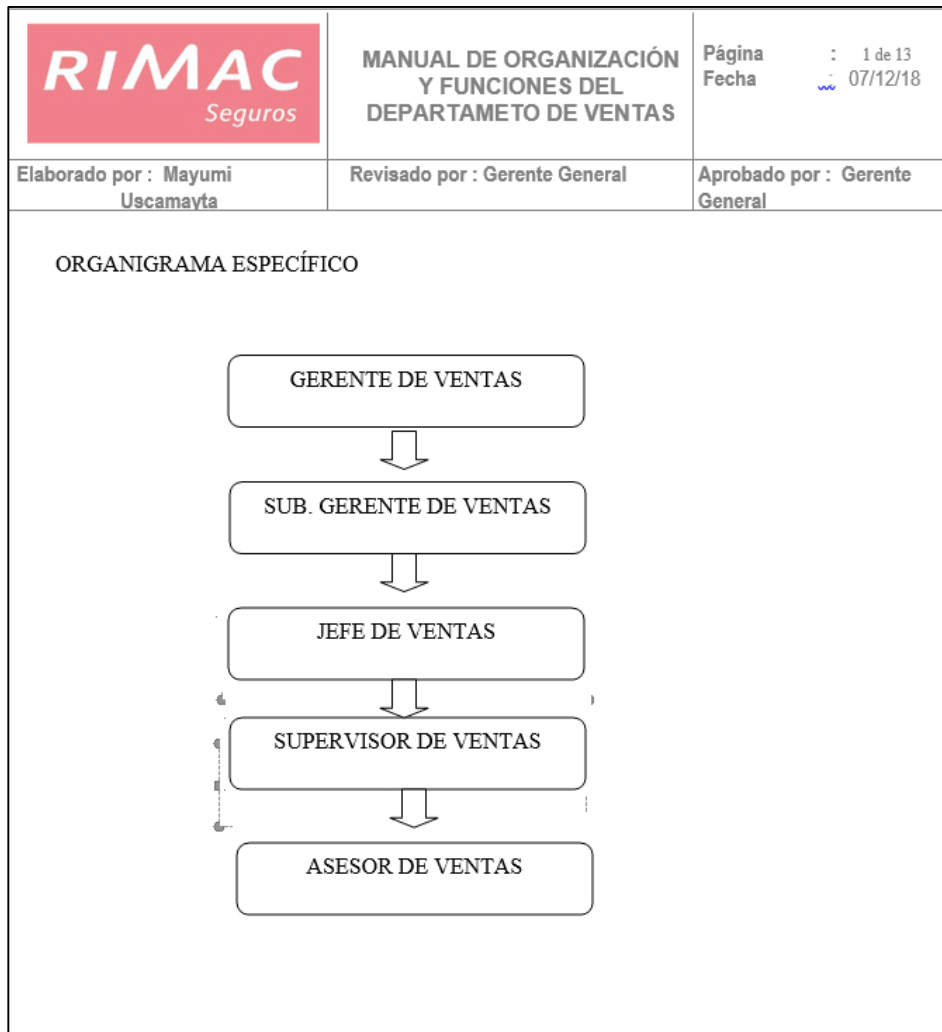 RIMAC
Seguros
MANUAL DE ORGANIZACIÓN
Y FUNCIONES DEL
DEPARTAMETO DE VENTAS
Página : 1 de 13
Fecha : 07/12/18
Elaborado por : Mayumi
Uscamayta
Revisado por : Gerente General
Aprobado por : Gerente
General
ORGANIGRAMA ESPECÍFICO
GERENTE DE VENTAS
SUB. GERENTE DE VENTAS
JEFE DE VENTAS
SUPERVISOR DE VENTAS
ASESOR DE VENTAS